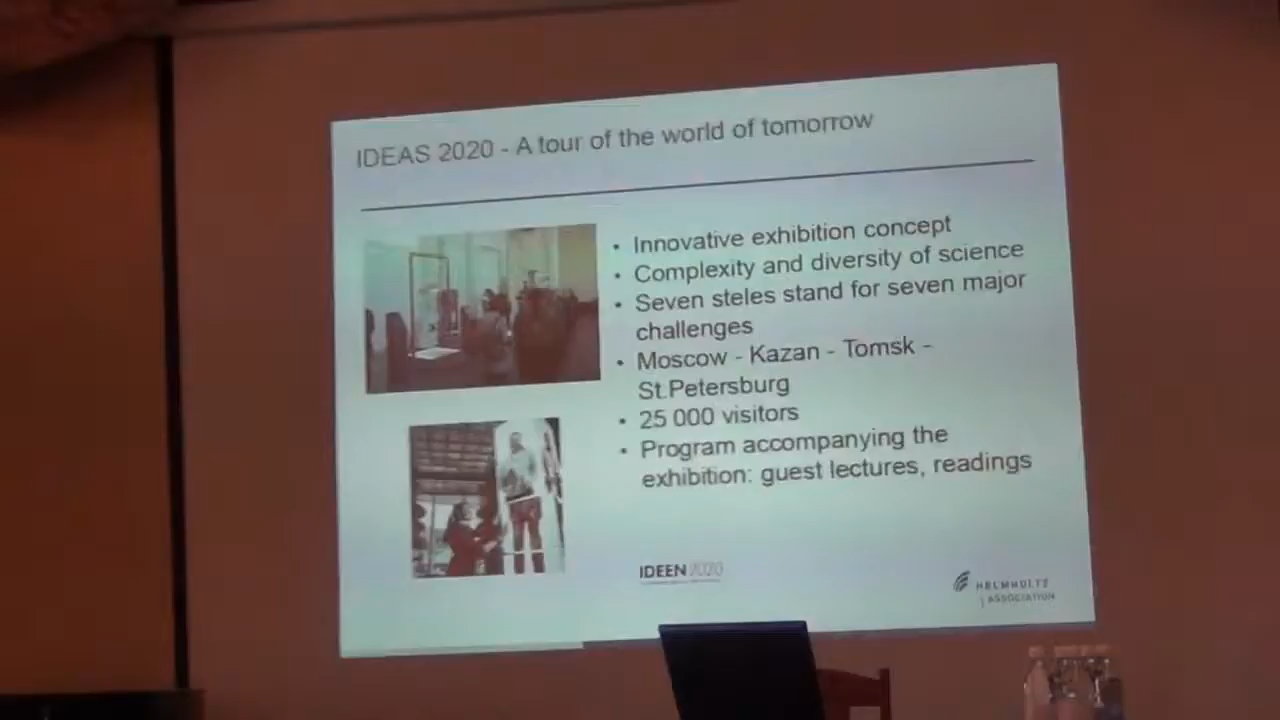 IDEAS 2020 - A tour of the world of tomorrow
• Innovative exhibition concept
• Complexity and diversity of science
• Seven steles stand for seven major
challenges
• Moscow - Kazan - Tomsk -
St.Petersburg
• 25 000 visitors
• Program accompanying the
exhibition: guest lectures, readings
IDEEN 2020
HELMHOLTZ
| ASSOCIATION